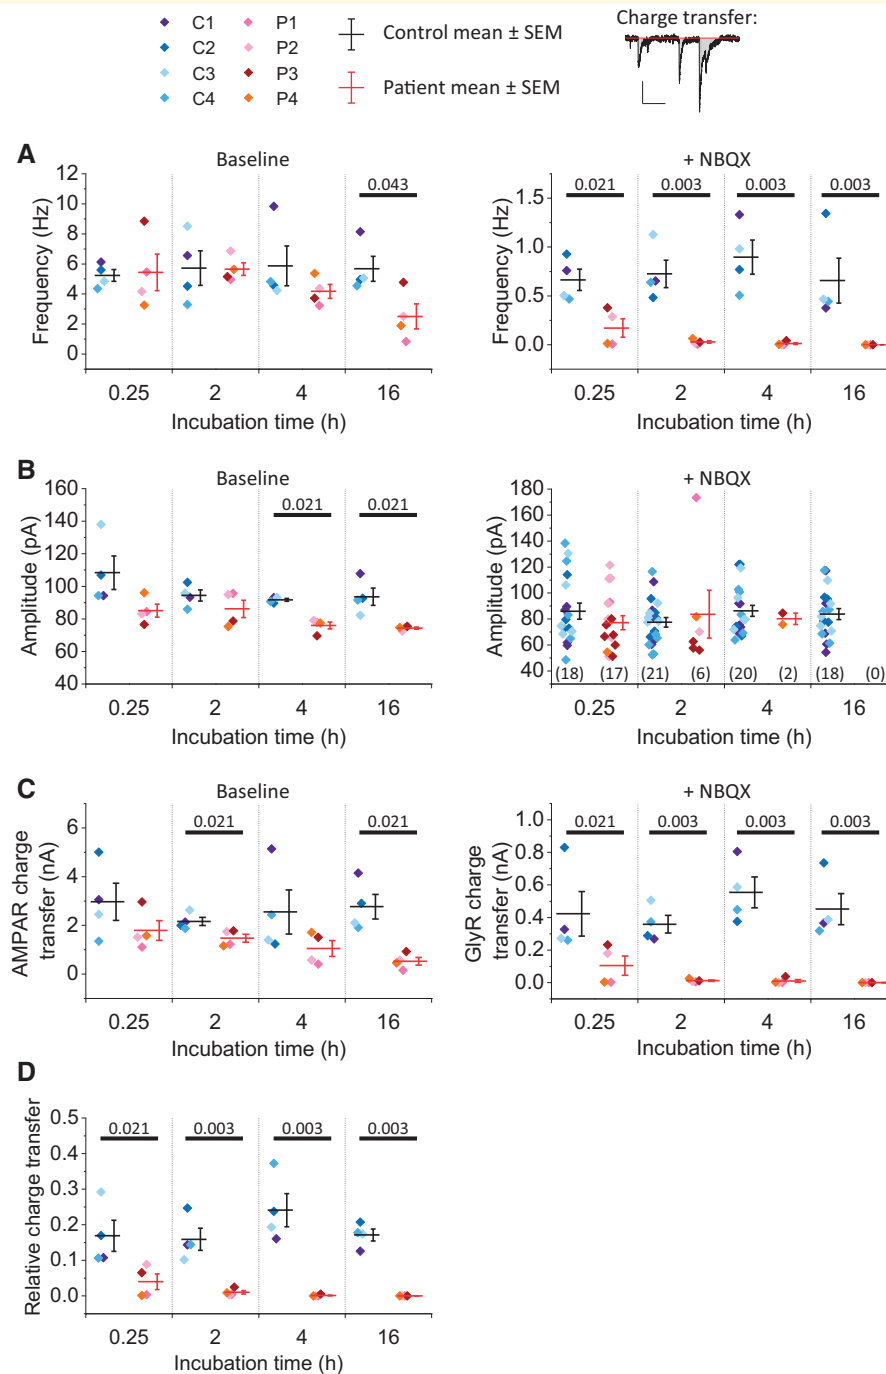 C1 P1 Control mean ± SEM Charge transfer:
C2 P2
C3 P3 Patient mean ± SEM
C4 P4
A
Baseline
0.043
Frequency (Hz)
12
10
8
6
4
2
0
0.25 2 4 16
Incubation time (h)
+ NBQX
0.021 0.003 0.003 0.003
Frequency (Hz)
1.5
1.0
0.5
0.0
0.25 2 4 16
Incubation time (h)
B
Baseline
0.021 0.021
Amplitude (pA)
160
140
120
100
80
60
40
0.25 2 4 16
Incubation time (h)
+ NBQX
Amplitude (pA)
180
160
140
120
100
80
60
40
(18) (17) (21) (6) (20) (2) (18) (0)
0.25 2 4 16
Incubation time (h)
C
Baseline
0.021 0.021
AMPAR charge
transfer (nA)
6
4
2
0
0.25 2 4 16
Incubation time (h)
+ NBQX
0.021 0.003 0.003 0.003
GlyR charge
transfer (nA)
1.0
0.8
0.6
0.4
0.2
0.0
0.25 2 4 16
Incubation time (h)
D
0.021 0.003 0.003 0.003
Relative charge transfer
0.5
0.4
0.3
0.2
0.1
0.0
0.25 2 4 16
Incubation time (h)